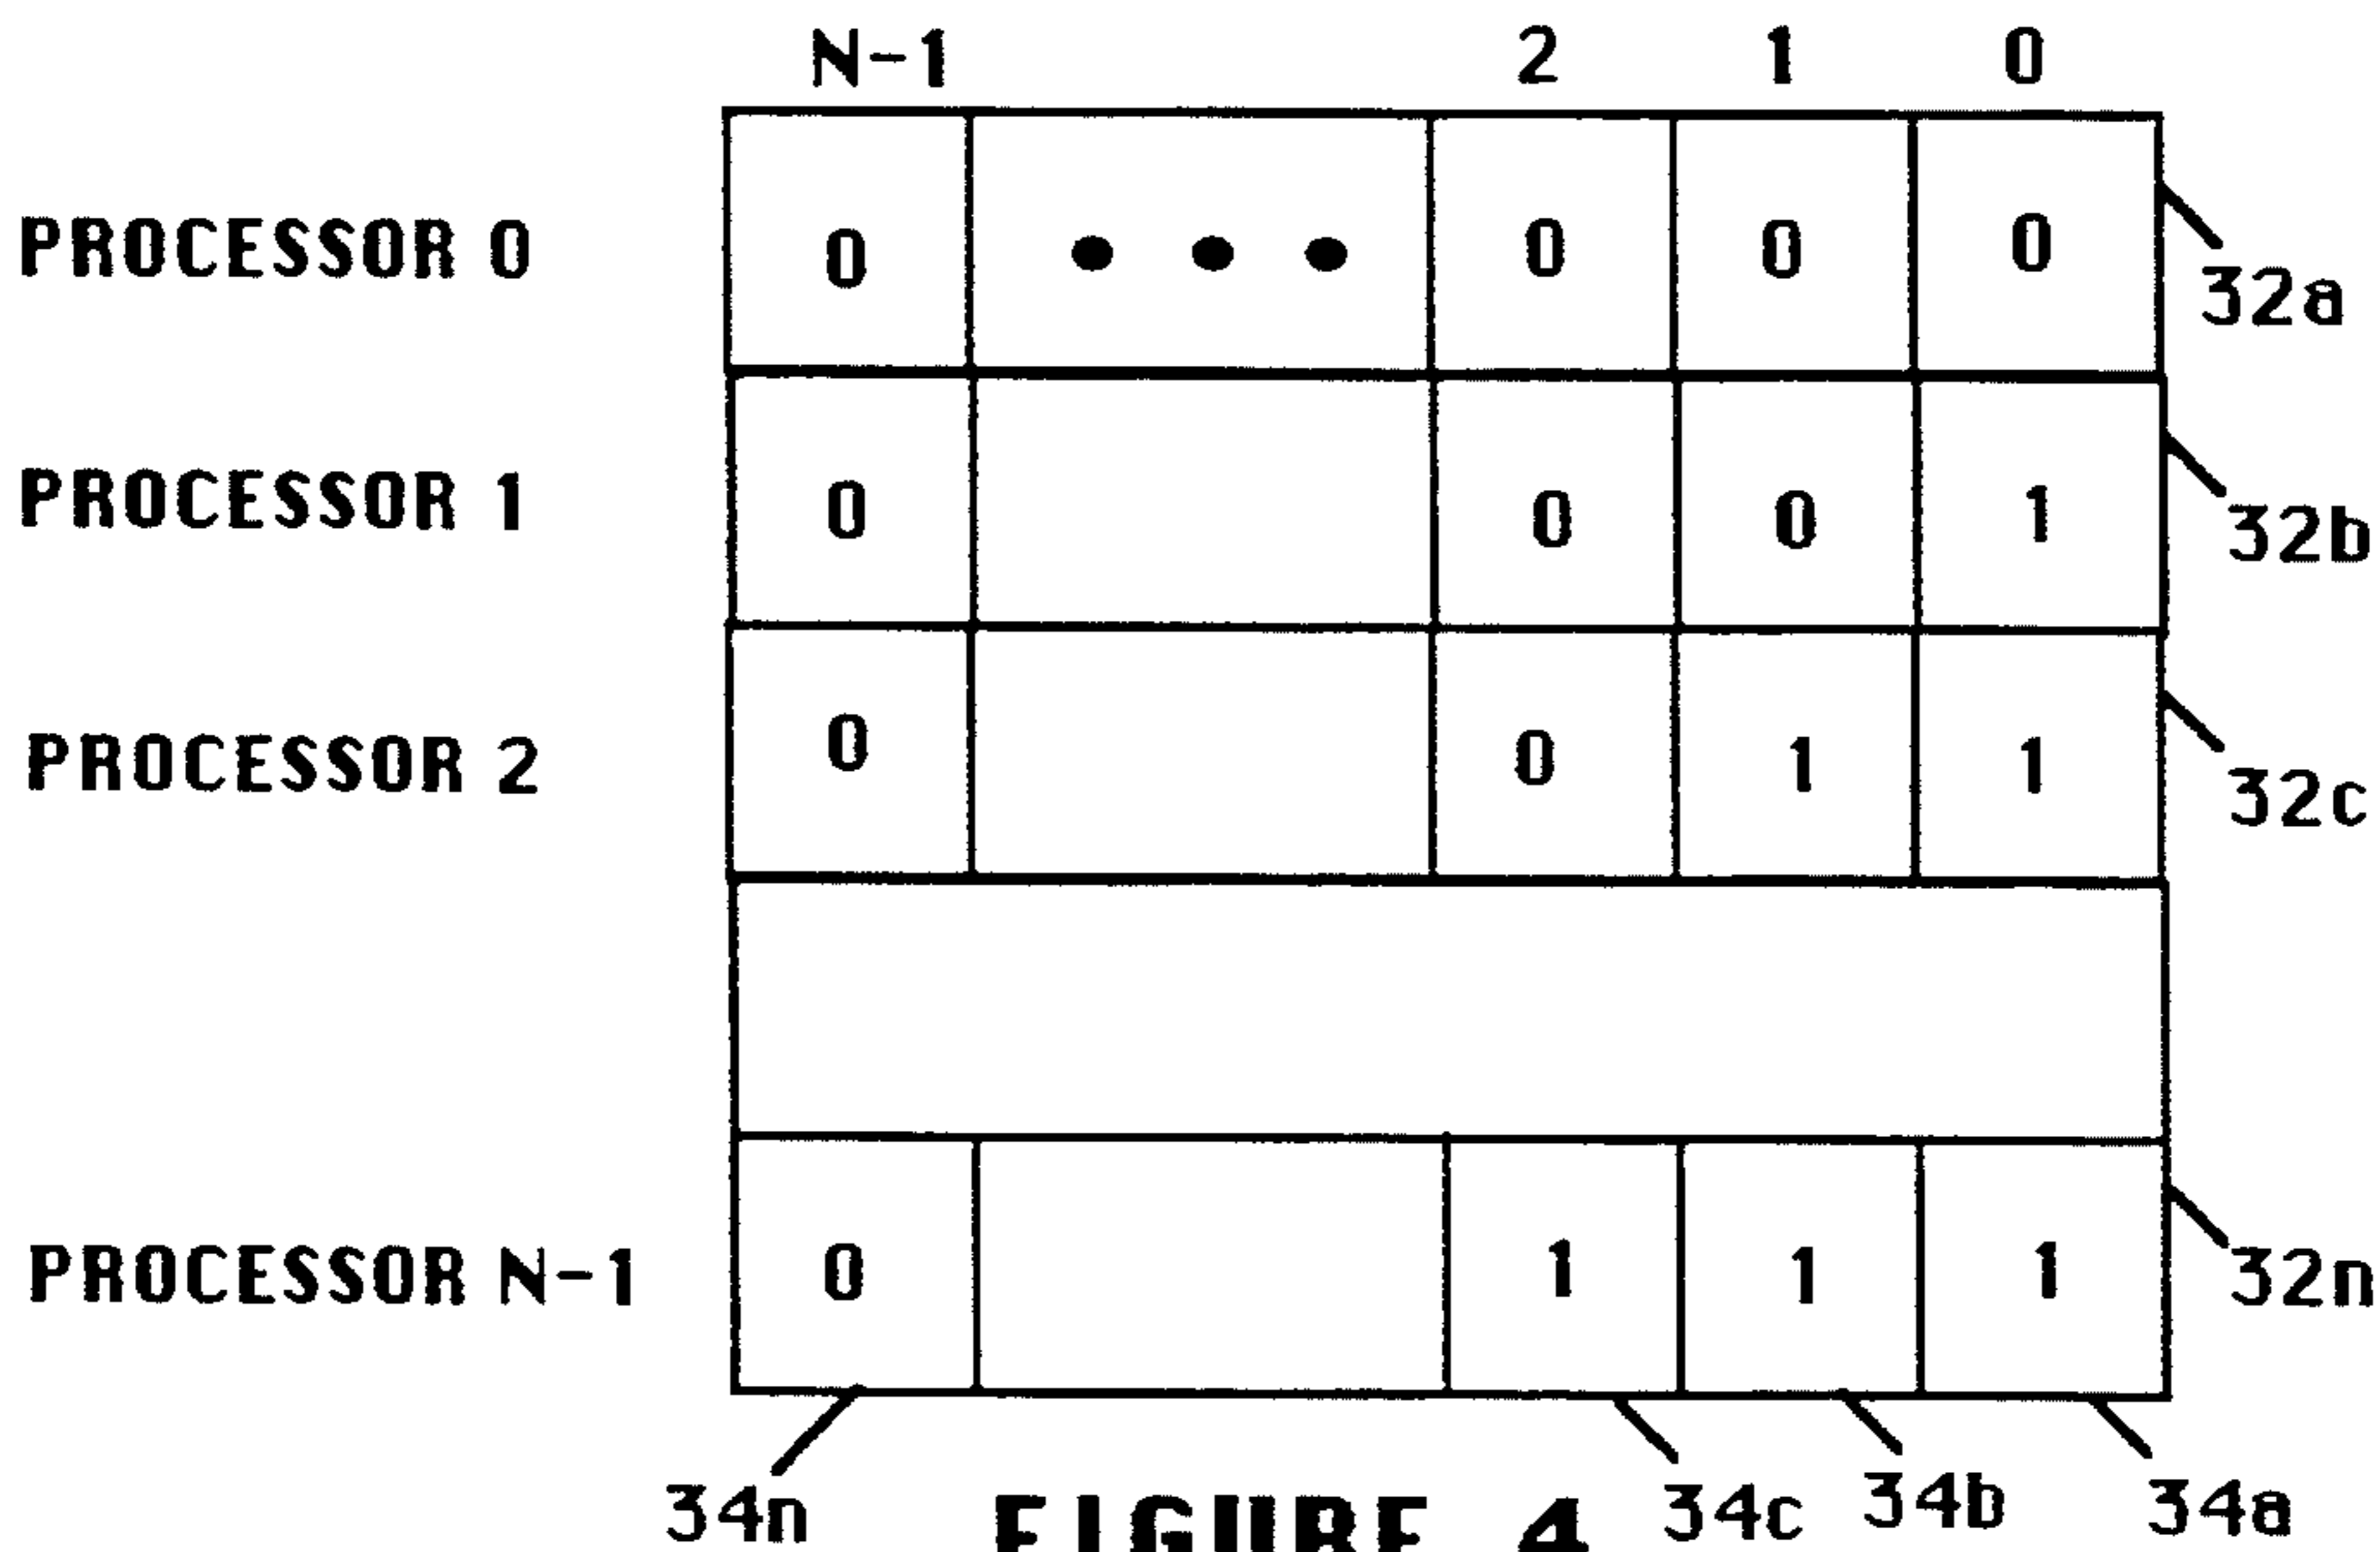 N-1 2 1 0
PROCESSOR 0 0 • • • 0 0 0 32a
PROCESSOR 1 0 0 0 1 32b
PROCESSOR 2 0 0 1 1 32c
PROCESSOR N-1 0 1 1 1 32n
34n FIGURE 4 34c 34b 34a